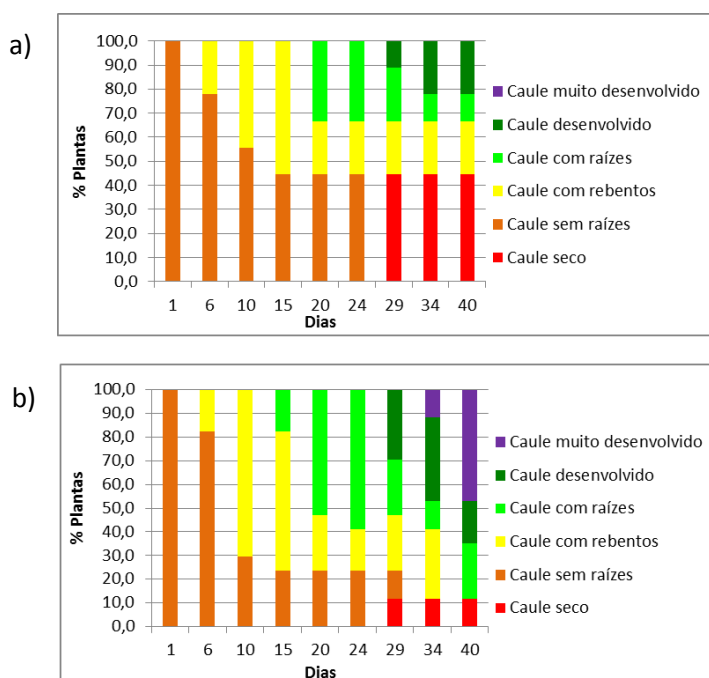 a)
100,0
90,0
80,0
70,0
60,0
50,0
40,0
30,0
20,0
10,0
0,0
% Plantas
1 6 10 15 20 24 29 34 40
Dias
Caule muito desenvolvido
Caule desenvolvido
Caule com raízes
Caule com rebentos
Caule sem raízes
Caule seco
b)
100,0
90,0
80,0
70,0
60,0
50,0
40,0
30,0
20,0
10,0
0,0
% Plantas
1 6 10 15 20 24 29 34 40
Dias
Caule muito desenvolvido
Caule desenvolvido
Caule com raízes
Caule com rebentos
Caule sem raízes
Caule seco